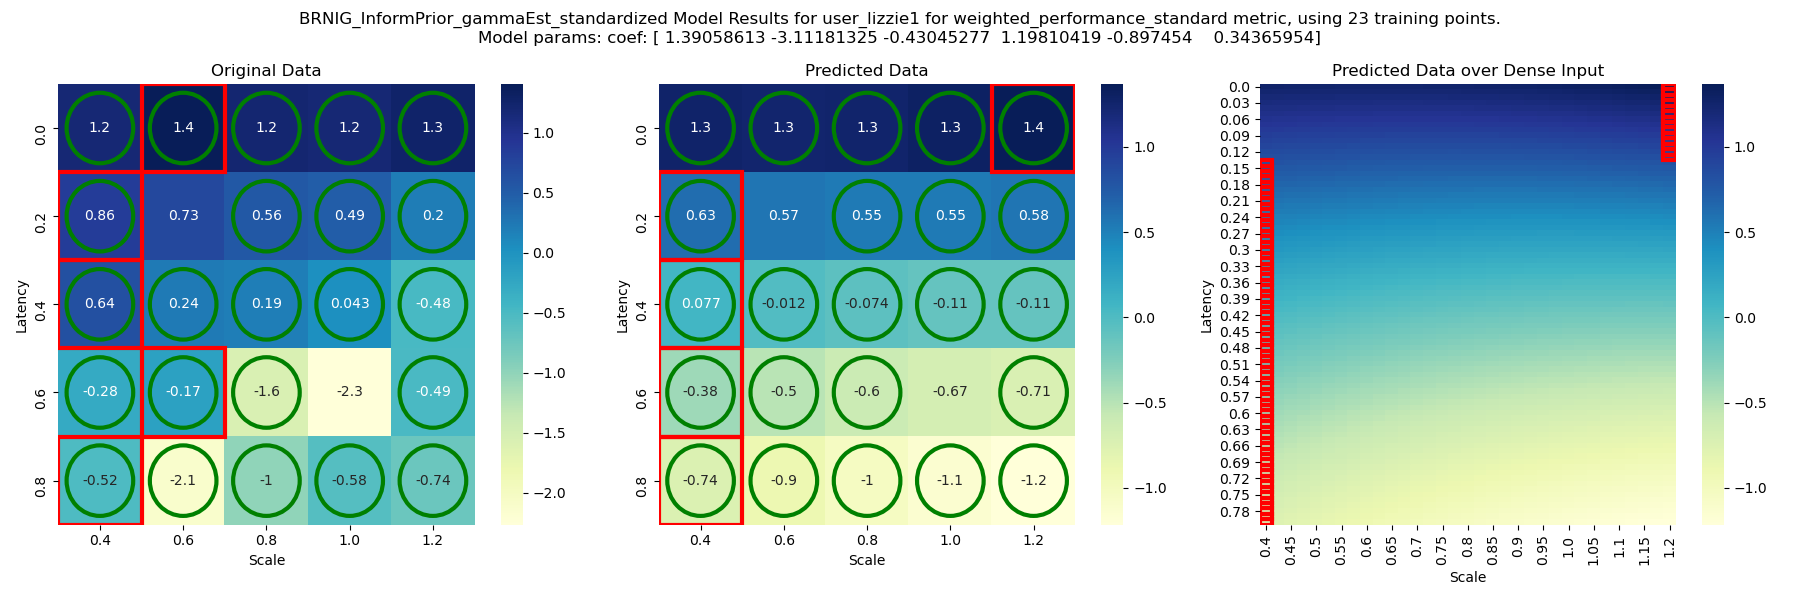 BRNIG_InformPrior_gammaEst_standardized Model Results for user_lizzie1 for weighted_performance_standard metric, using 23 training points.
Model params: coef: [ 1.39058613 -3.11181325 -0.43045277  1.19810419 -0.897454    0.34365954]
Original Data
Latency
0.0 1.2 1.4 1.2 1.2 1.3
0.2 0.86 0.73 0.56 0.49 0.2
0.4 0.64 0.24 0.19 0.043 -0.48
0.6 -0.28 -0.17 -1.6 -2.3 -0.49
0.8 -0.52 -2.1 -1 -0.58 -0.74
0.4 0.6 0.8 1.0 1.2
Scale
1.0
0.5
0.0
−0.5
−1.0
−1.5
−2.0
Predicted Data
Latency
0.0 1.3 1.3 1.3 1.3 1.4
0.2 0.63 0.57 0.55 0.55 0.58
0.4 0.077 -0.012 -0.074 -0.11 -0.11
0.6 -0.38 -0.5 -0.6 -0.67 -0.71
0.8 -0.74 -0.9 -1 -1.1 -1.2
0.4 0.6 0.8 1.0 1.2
Scale
1.0
0.5
0.0
−0.5
−1.0
Predicted Data over Dense Input
Latency
0.0
0.03
0.06
0.09
0.12
0.15
0.18
0.21
0.24
0.27
0.3
0.33
0.36
0.39
0.42
0.45
0.48
0.51
0.54
0.57
0.6
0.63
0.66
0.69
0.72
0.75
0.78
0.4 0.45 0.5 0.55 0.6 0.65 0.7 0.75 0.8 0.85 0.9 0.95 1.0 1.05 1.1 1.15 1.2
Scale
1.0
0.5
0.0
−0.5
−1.0